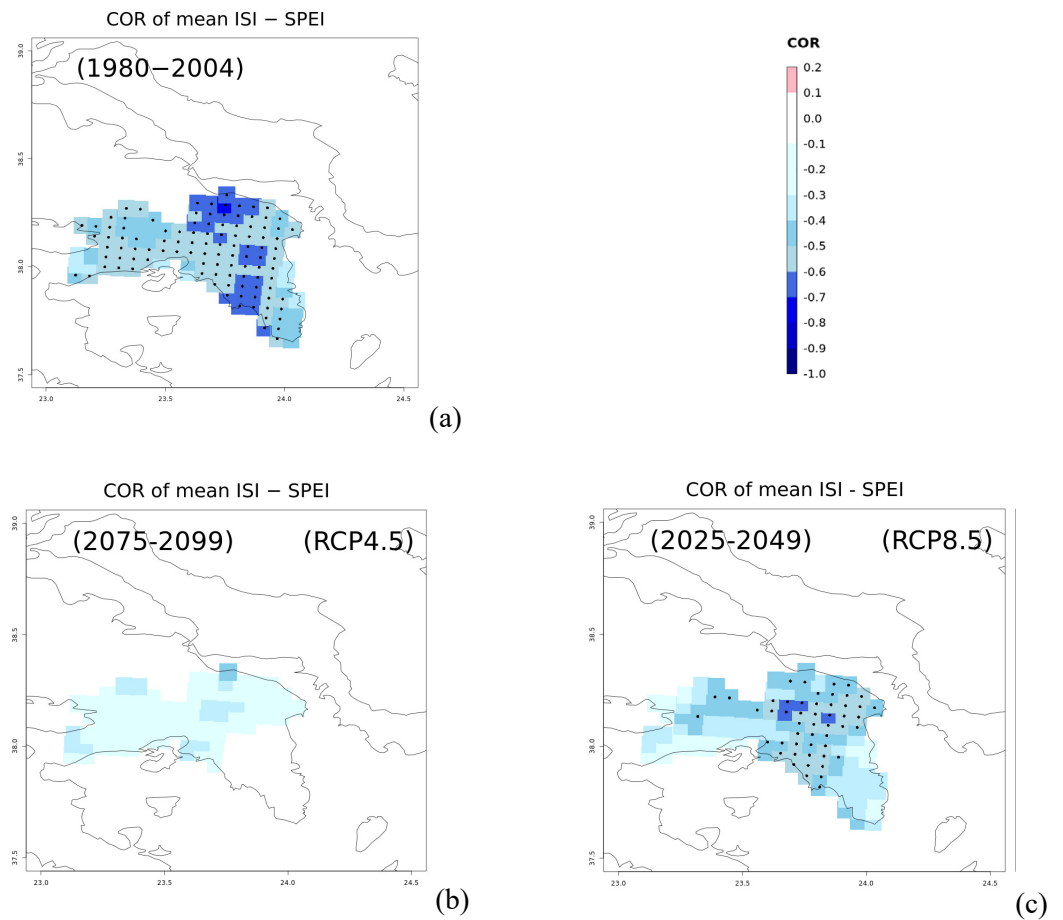 COR of mean ISI − SPEI
(1980−2004)
39.0
38.5
38.0
37.5
23.0 23.5 24.0 24.5
(a)
COR
0.2
0.1
0.0
-0.1
-0.2
-0.3
-0.4
-0.5
-0.6
-0.7
-0.8
-0.9
-1.0
COR of mean ISI − SPEI
(2075-2099) (RCP4.5)
39.0
38.5
38.0
37.5
23.0 23.5 24.0 24.5
(b)
COR of mean ISI - SPEI
(2025-2049) (RCP8.5)
39.0
38.5
38.0
37.5
23.0 23.5 24.0 24.5
(c)